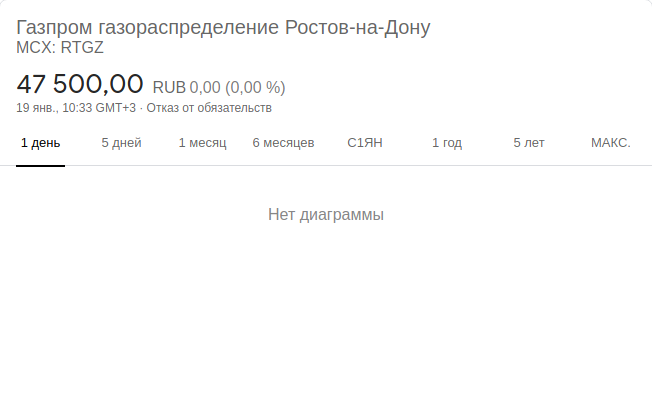 Газпром газораспределение Ростов-на-Дону
MCX: RTGZ
47 500,00 RUB 0,00 (0,00 %)
19 янв., 10:33 GMT+3 · Отказ от обязательств
1 день 5 дней 1 месяц 6 месяцев С1ЯН 1 год 5 лет МАКС.
Нет диаграммы